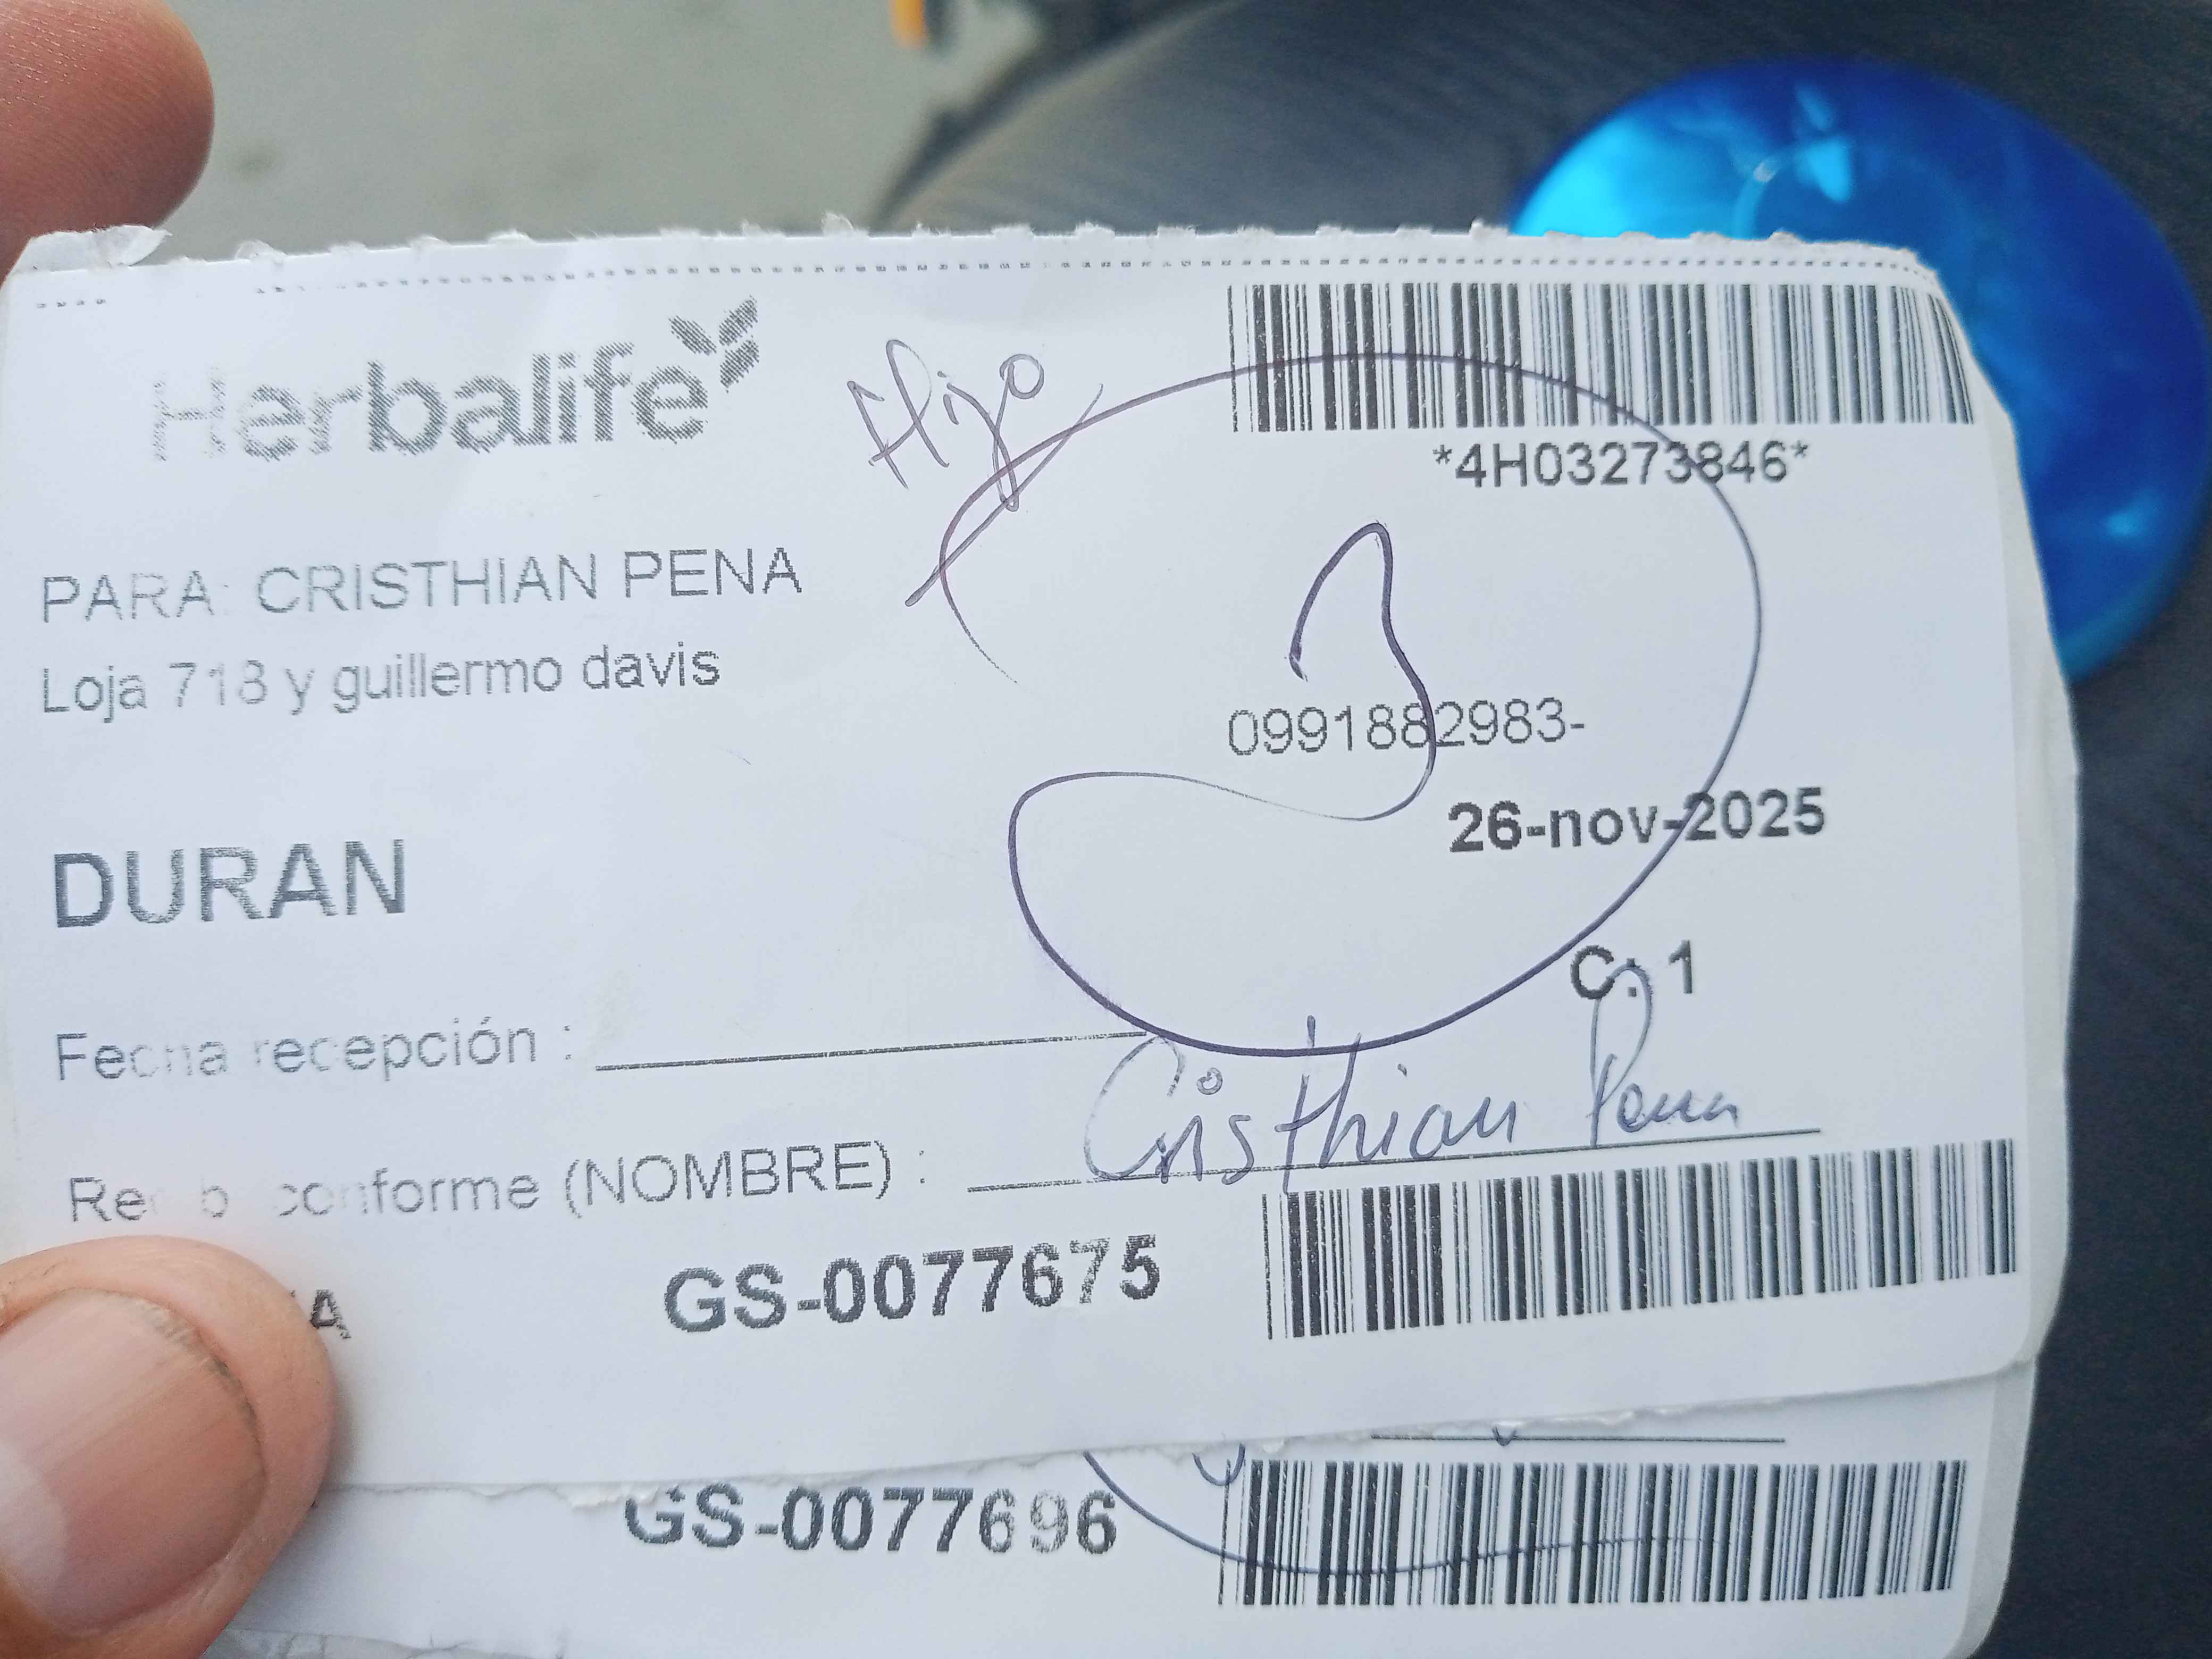 Herbalife
Hijo
*4H03273846*
PARA: CRISTHIAN PENA
Loja 718 y guillermo davis
0991882983-
26-nov-2025
DURAN
C: 1
Fecha recepción :
Recibi conforme (NOMBRE) : Cristhian Pena
GS-0077675
GS-0077696